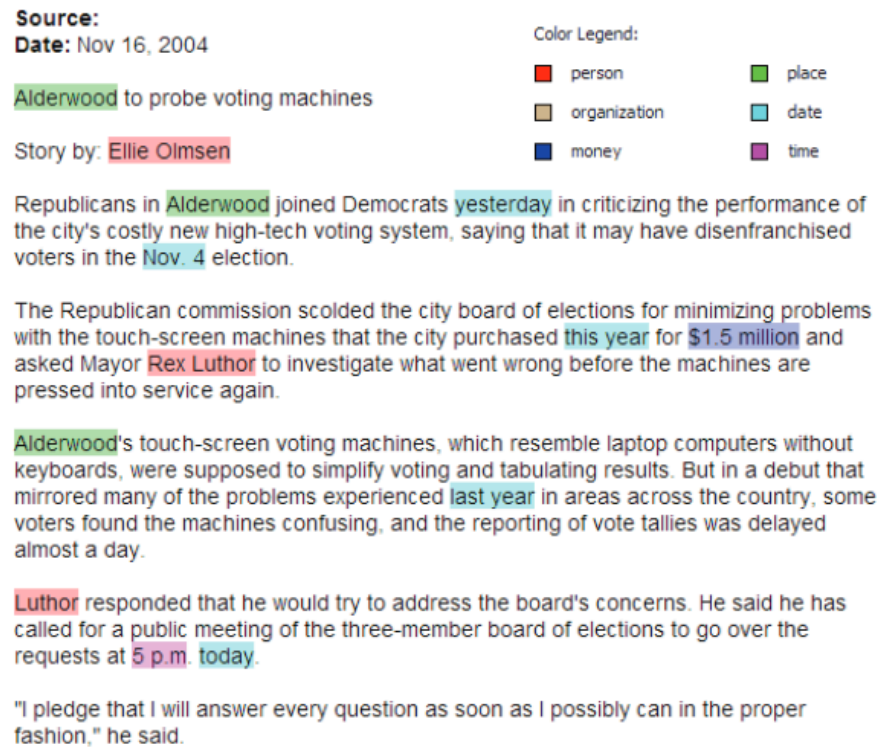 Source:
Date: Nov 16, 2004
Color Legend:
person
place
organization
date
money
time
Alderwood to probe voting machines
Story by: Ellie Olmsen
Republicans in Alderwood joined Democrats yesterday in criticizing the performance of
the city's costly new high-tech voting system, saying that it may have disenfranchised
voters in the Nov. 4 election.
The Republican commission scolded the city board of elections for minimizing problems
with the touch-screen machines that the city purchased this year for $1.5 million and
asked Mayor Rex Luthor to investigate what went wrong before the machines are
pressed into service again.
Alderwood's touch-screen voting machines, which resemble laptop computers without
keyboards, were supposed to simplify voting and tabulating results. But in a debut that
mirrored many of the problems experienced last year in areas across the country, some
voters found the machines confusing, and the reporting of vote tallies was delayed
almost a day.
Luthor responded that he would try to address the board's concerns. He said he has
called for a public meeting of the three-member board of elections to go over the
requests at 5 p.m. today.
"I pledge that I will answer every question as soon as I possibly can in the proper
fashion," he said.